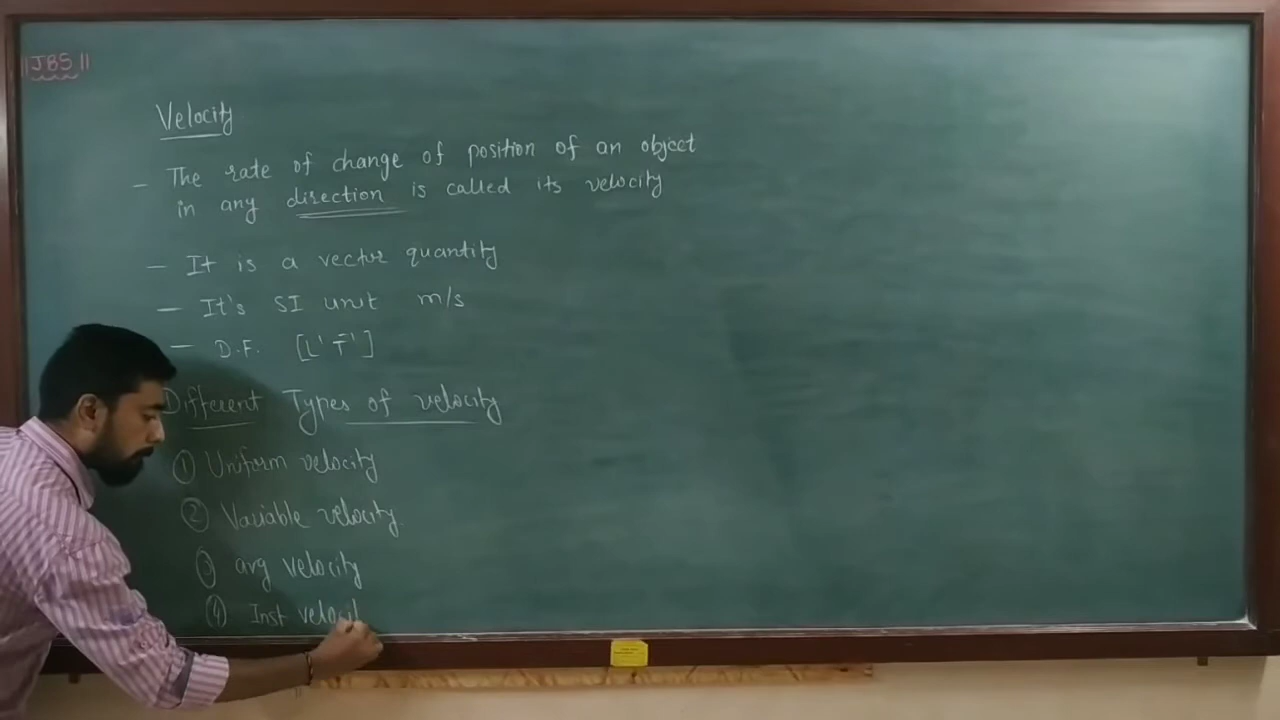 ||JBS||
Velocity
- The rate of change of position of an object
in any direction is called its velocity
- It is a vector quantity
- It's SI unit m/s
- D.F. [L¹ T⁻¹]
Different Types of velocity
① Uniform velocity
② Variable velocity.
③ avg velocity
④ Inst velocit